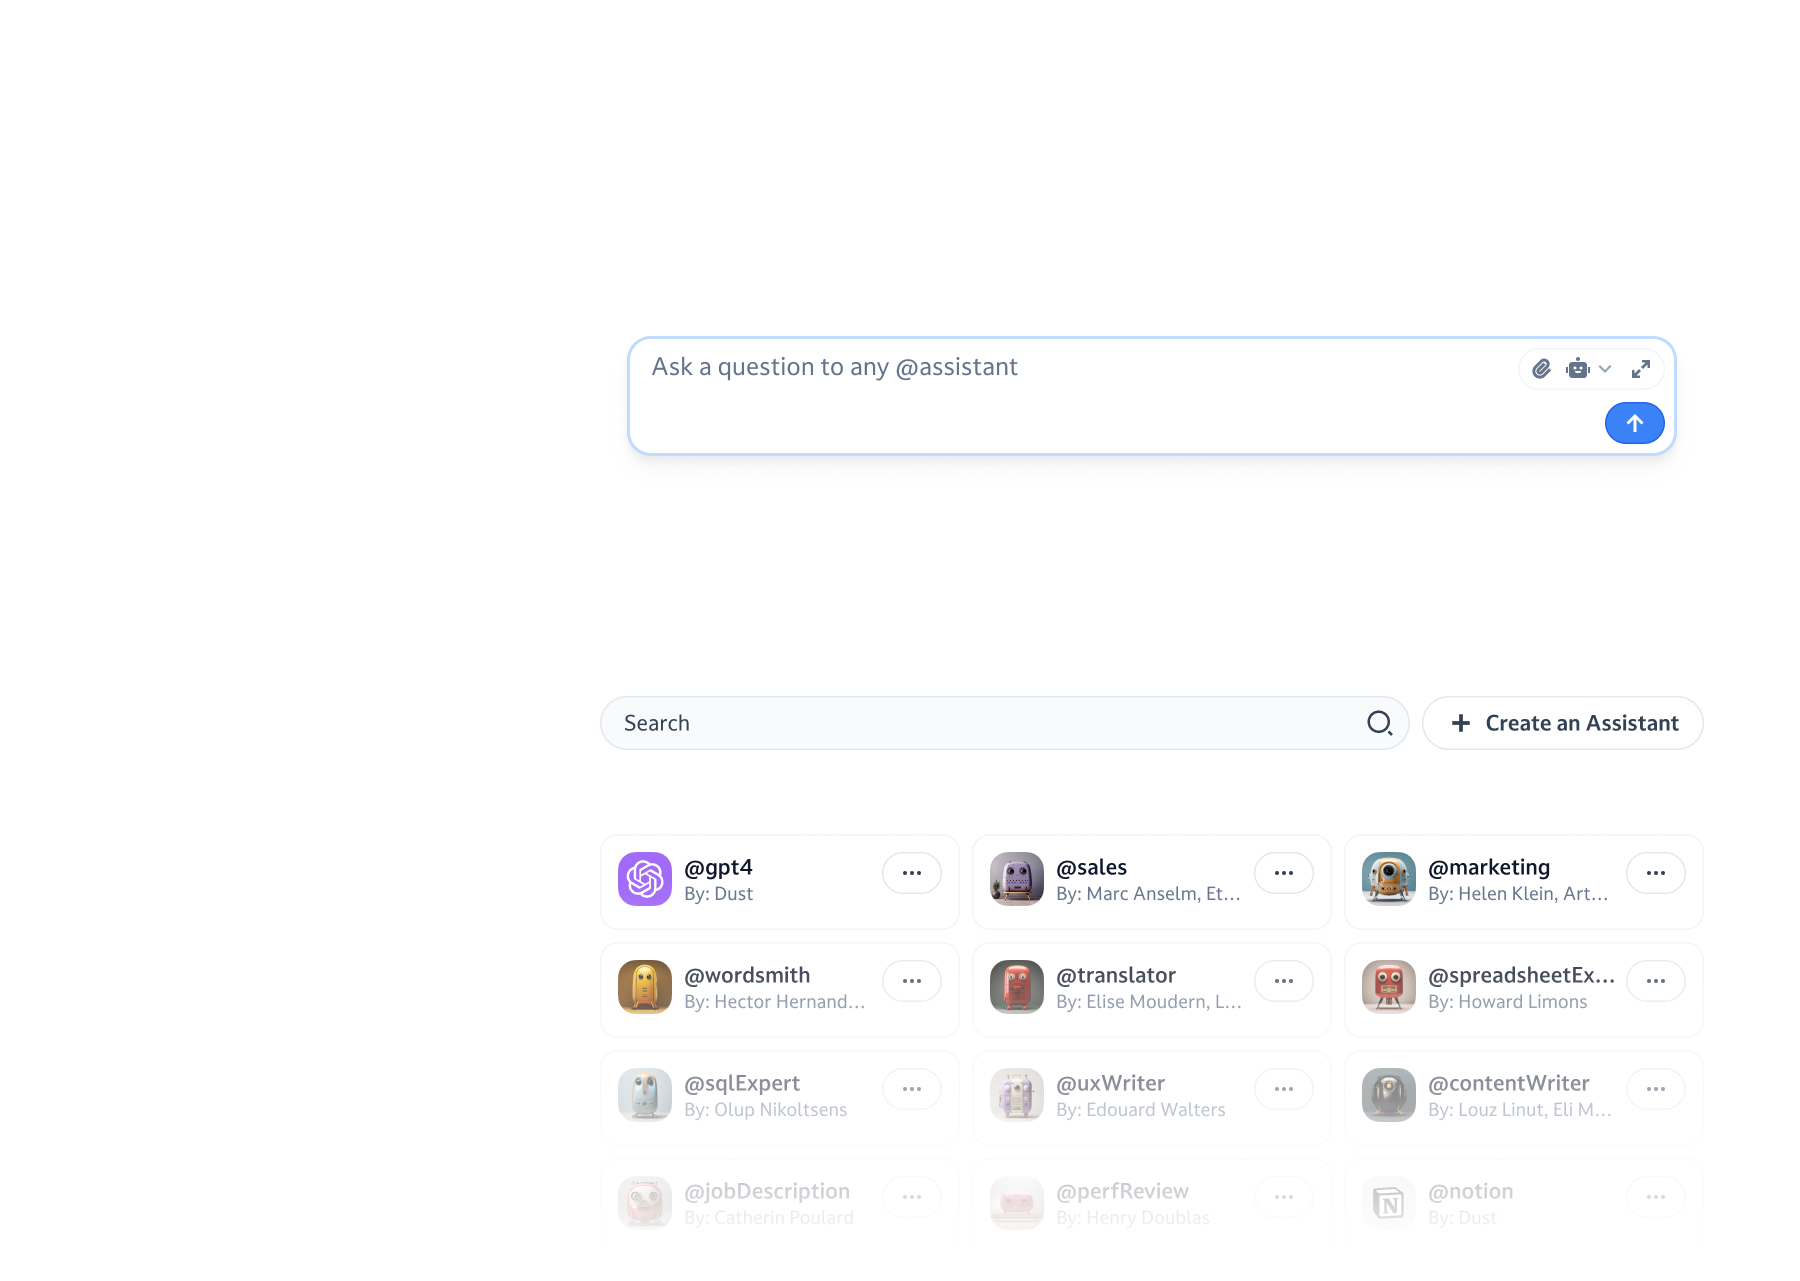 Ask a question to any @assistant
Search
Create an Assistant
@gpt4
By: Dust
@sales
By: Marc Anselm, Et...
@marketing
By: Helen Klein, Art...
@wordsmith
By: Hector Hernand...
@translator
By: Elise Moudern, L...
@spreadsheetEx...
By: Howard Limons
@sqlExpert
By: Olup Nikoltsens
@uxWriter
By: Edouard Walters
@contentWriter
By: Louz Linut, Eli M...
@jobDescription
By: Catherin Poulard
@perfReview
By: Henry Doublas
N
@notion
By: Dust